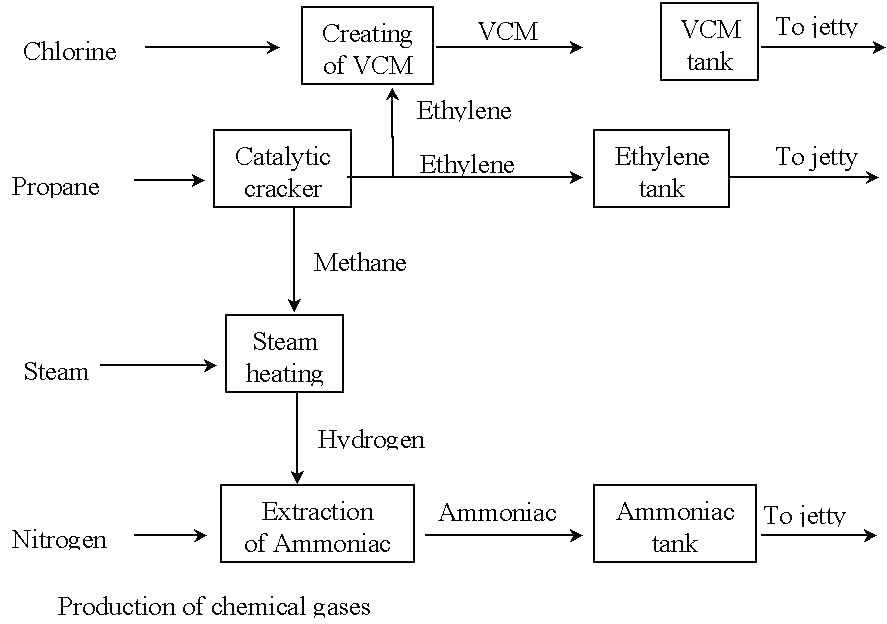 Chlorine
Creating
of VCM
VCM
VCM
tank
To jetty
Ethylene
Propane
Catalytic
cracker
Ethylene
Ethylene
tank
To jetty
Methane
Steam
Steam
heating
Hydrogen
Nitrogen
Extraction
of Ammoniac
Ammoniac
Ammoniac
tank
To jetty
Production of chemical gases